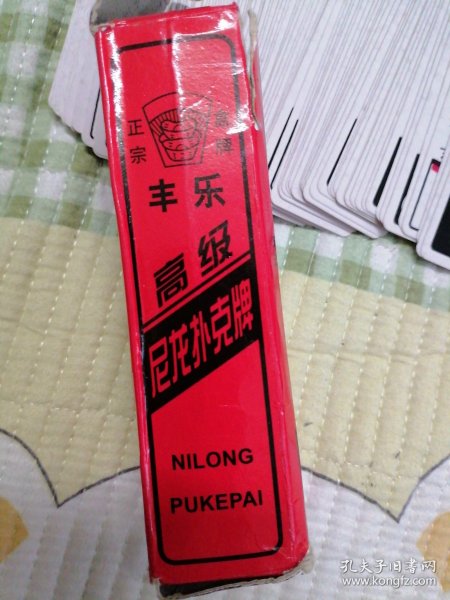 正宗
名牌
丰乐
高级
尼龙扑克牌
NILONG
PUKEPAI
孔夫子旧书网
www.kongfz.com